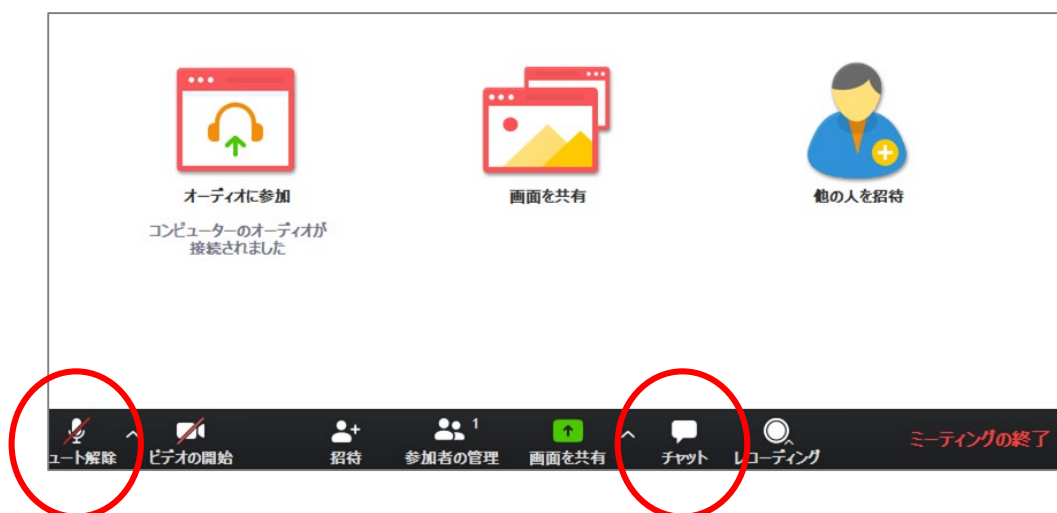 オーディオに参加
画面を共有
他の人を招待
コンピューターのオーディオが
接続されました
1
ュート解除
ビデオの開始
招待
参加者の管理
画面を共有
チャット
レコーディング
ミーティングの終了